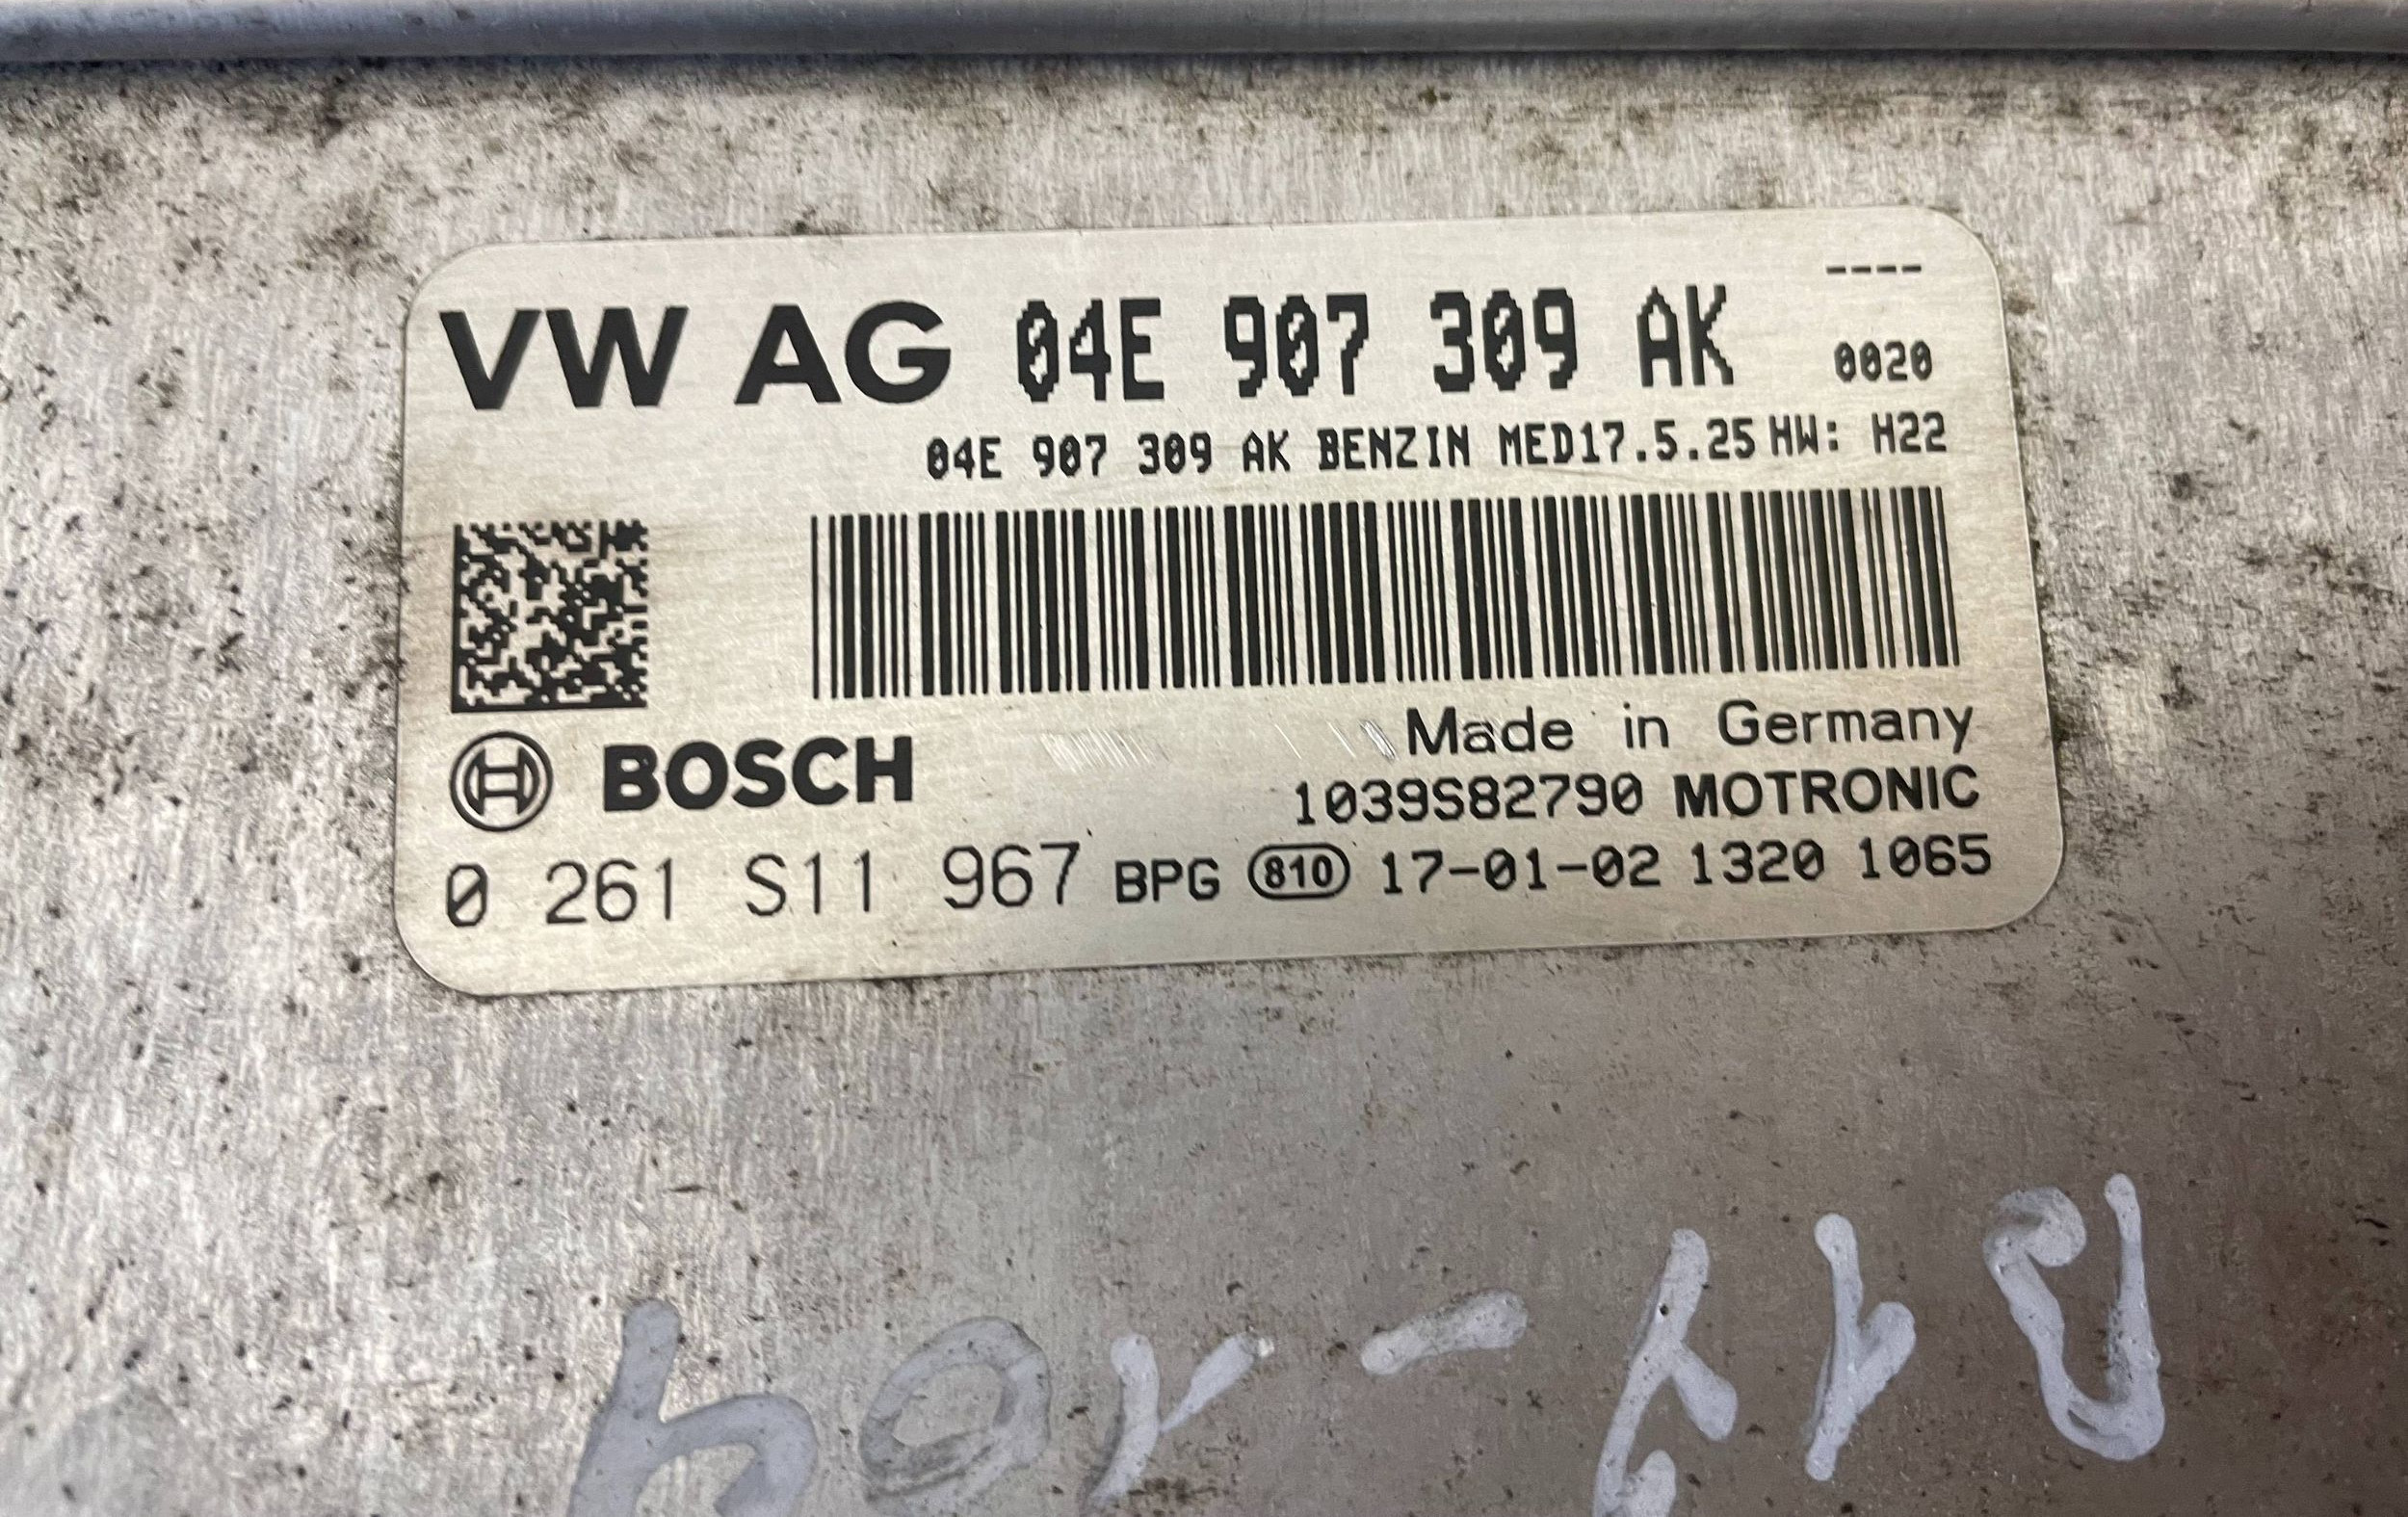 ----
VW AG 04E 907 309 AK 0020
04E 907 309 AK BENZIN MED17.5.25 HW: H22
Made in Germany
BOSCH
1039S82790 MOTRONIC
0 261 S11 967 BPG 810 17-01-02 1320 1065